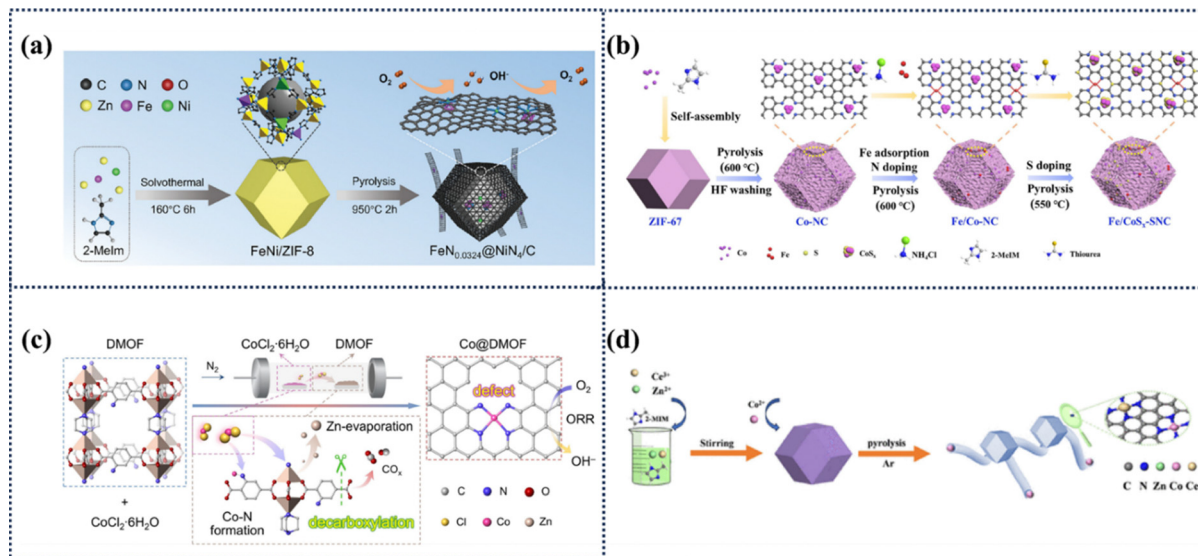 (a)
C N O
Zn Fe Ni
2-MeIm
Solvothermal
160°C 6h
FeNi/ZIF-8
Pyrolysis
950°C 2h
O₂ OH⁻ O₂
FeN₀.₀₃₂₄@NiN₄/C
(b)
Self-assembly
ZIF-67
Pyrolysis
(600 °C)
HF washing
Co-NC
Fe adsorption
N doping
Pyrolysis
(600 °C)
Fe/Co-NC
S doping
Pyrolysis
(550 °C)
Fe/CoSₓ-SNC
Co Fe S CoSₓ NH₄Cl 2-MeIM Thiourea
(c)
DMOF
+
CoCl₂·6H₂O
N₂
CoCl₂·6H₂O DMOF
Zn-evaporation
COₓ
Co-N
formation
decarboxylation
Co@DMOF
defect
O₂
ORR
OH⁻
C N O
Cl Co Zn
(d)
Ce³⁺
Zn²⁺
2-MIM
Stirring
Co²⁺
pyrolysis
Ar
C N Zn Co Ce